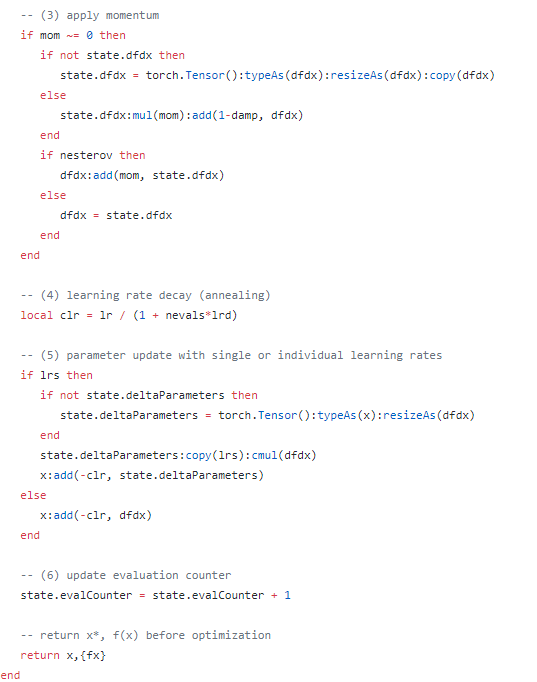 -- (3) apply momentum
if mom ~= 0 then
if not state.dfdx then
state.dfdx = torch.Tensor():typeAs(dfdx):resizeAs(dfdx):copy(dfdx)
else
state.dfdx:mul(mom):add(1-damp, dfdx)
end
if nesterov then
dfdx:add(mom, state.dfdx)
else
dfdx = state.dfdx
end
end
-- (4) learning rate decay (annealing)
local clr = lr / (1 + nevals*lrd)
-- (5) parameter update with single or individual learning rates
if lrs then
if not state.deltaParameters then
state.deltaParameters = torch.Tensor():typeAs(x):resizeAs(dfdx)
end
state.deltaParameters:copy(lrs):cmul(dfdx)
x:add(-clr, state.deltaParameters)
else
x:add(-clr, dfdx)
end
-- (6) update evaluation counter
state.evalCounter = state.evalCounter + 1
-- return x*, f(x) before optimization
return x,{fx}
end